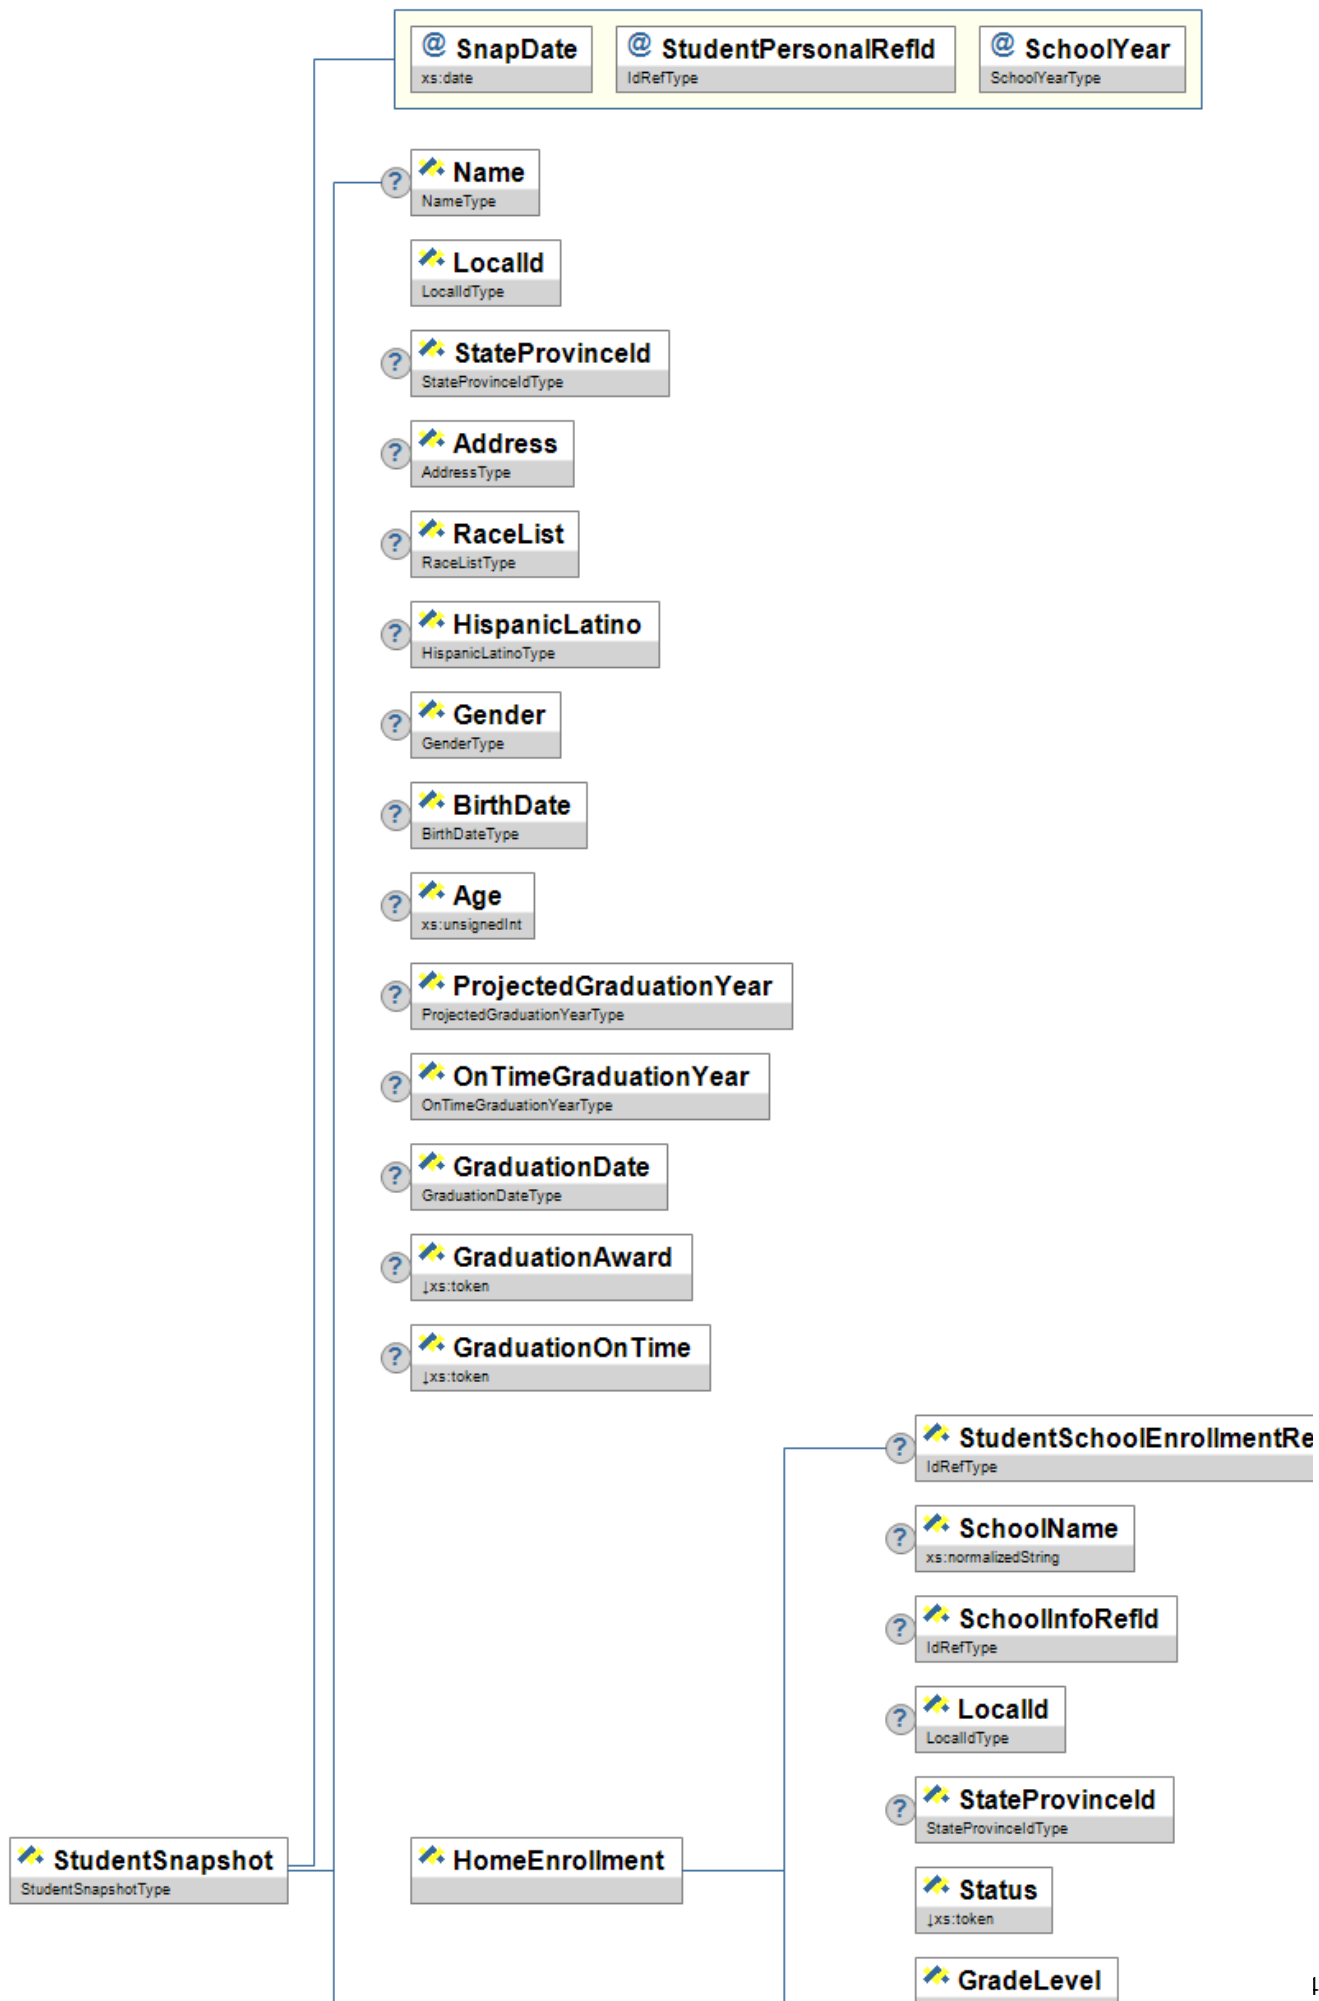 @ SnapDate
xs:date
@ StudentPersonalRefId
IdRefType
@ SchoolYear
SchoolYearType
? Name
NameType
LocalId
LocalIdType
? StateProvinceId
StateProvinceIdType
? Address
AddressType
? RaceList
RaceListType
? HispanicLatino
HispanicLatinoType
? Gender
GenderType
? BirthDate
BirthDateType
? Age
xs:unsignedInt
? ProjectedGraduationYear
ProjectedGraduationYearType
? OnTimeGraduationYear
OnTimeGraduationYearType
? GraduationDate
GraduationDateType
? GraduationAward
↓xs:token
? GraduationOnTime
↓xs:token
? StudentSchoolEnrollmentRe
IdRefType
? SchoolName
xs:normalizedString
? SchoolInfoRefId
IdRefType
? LocalId
LocalIdType
? StateProvinceId
StateProvinceIdType
StudentSnapshot
StudentSnapshotType
HomeEnrollment
Status
↓xs:token
GradeLevel